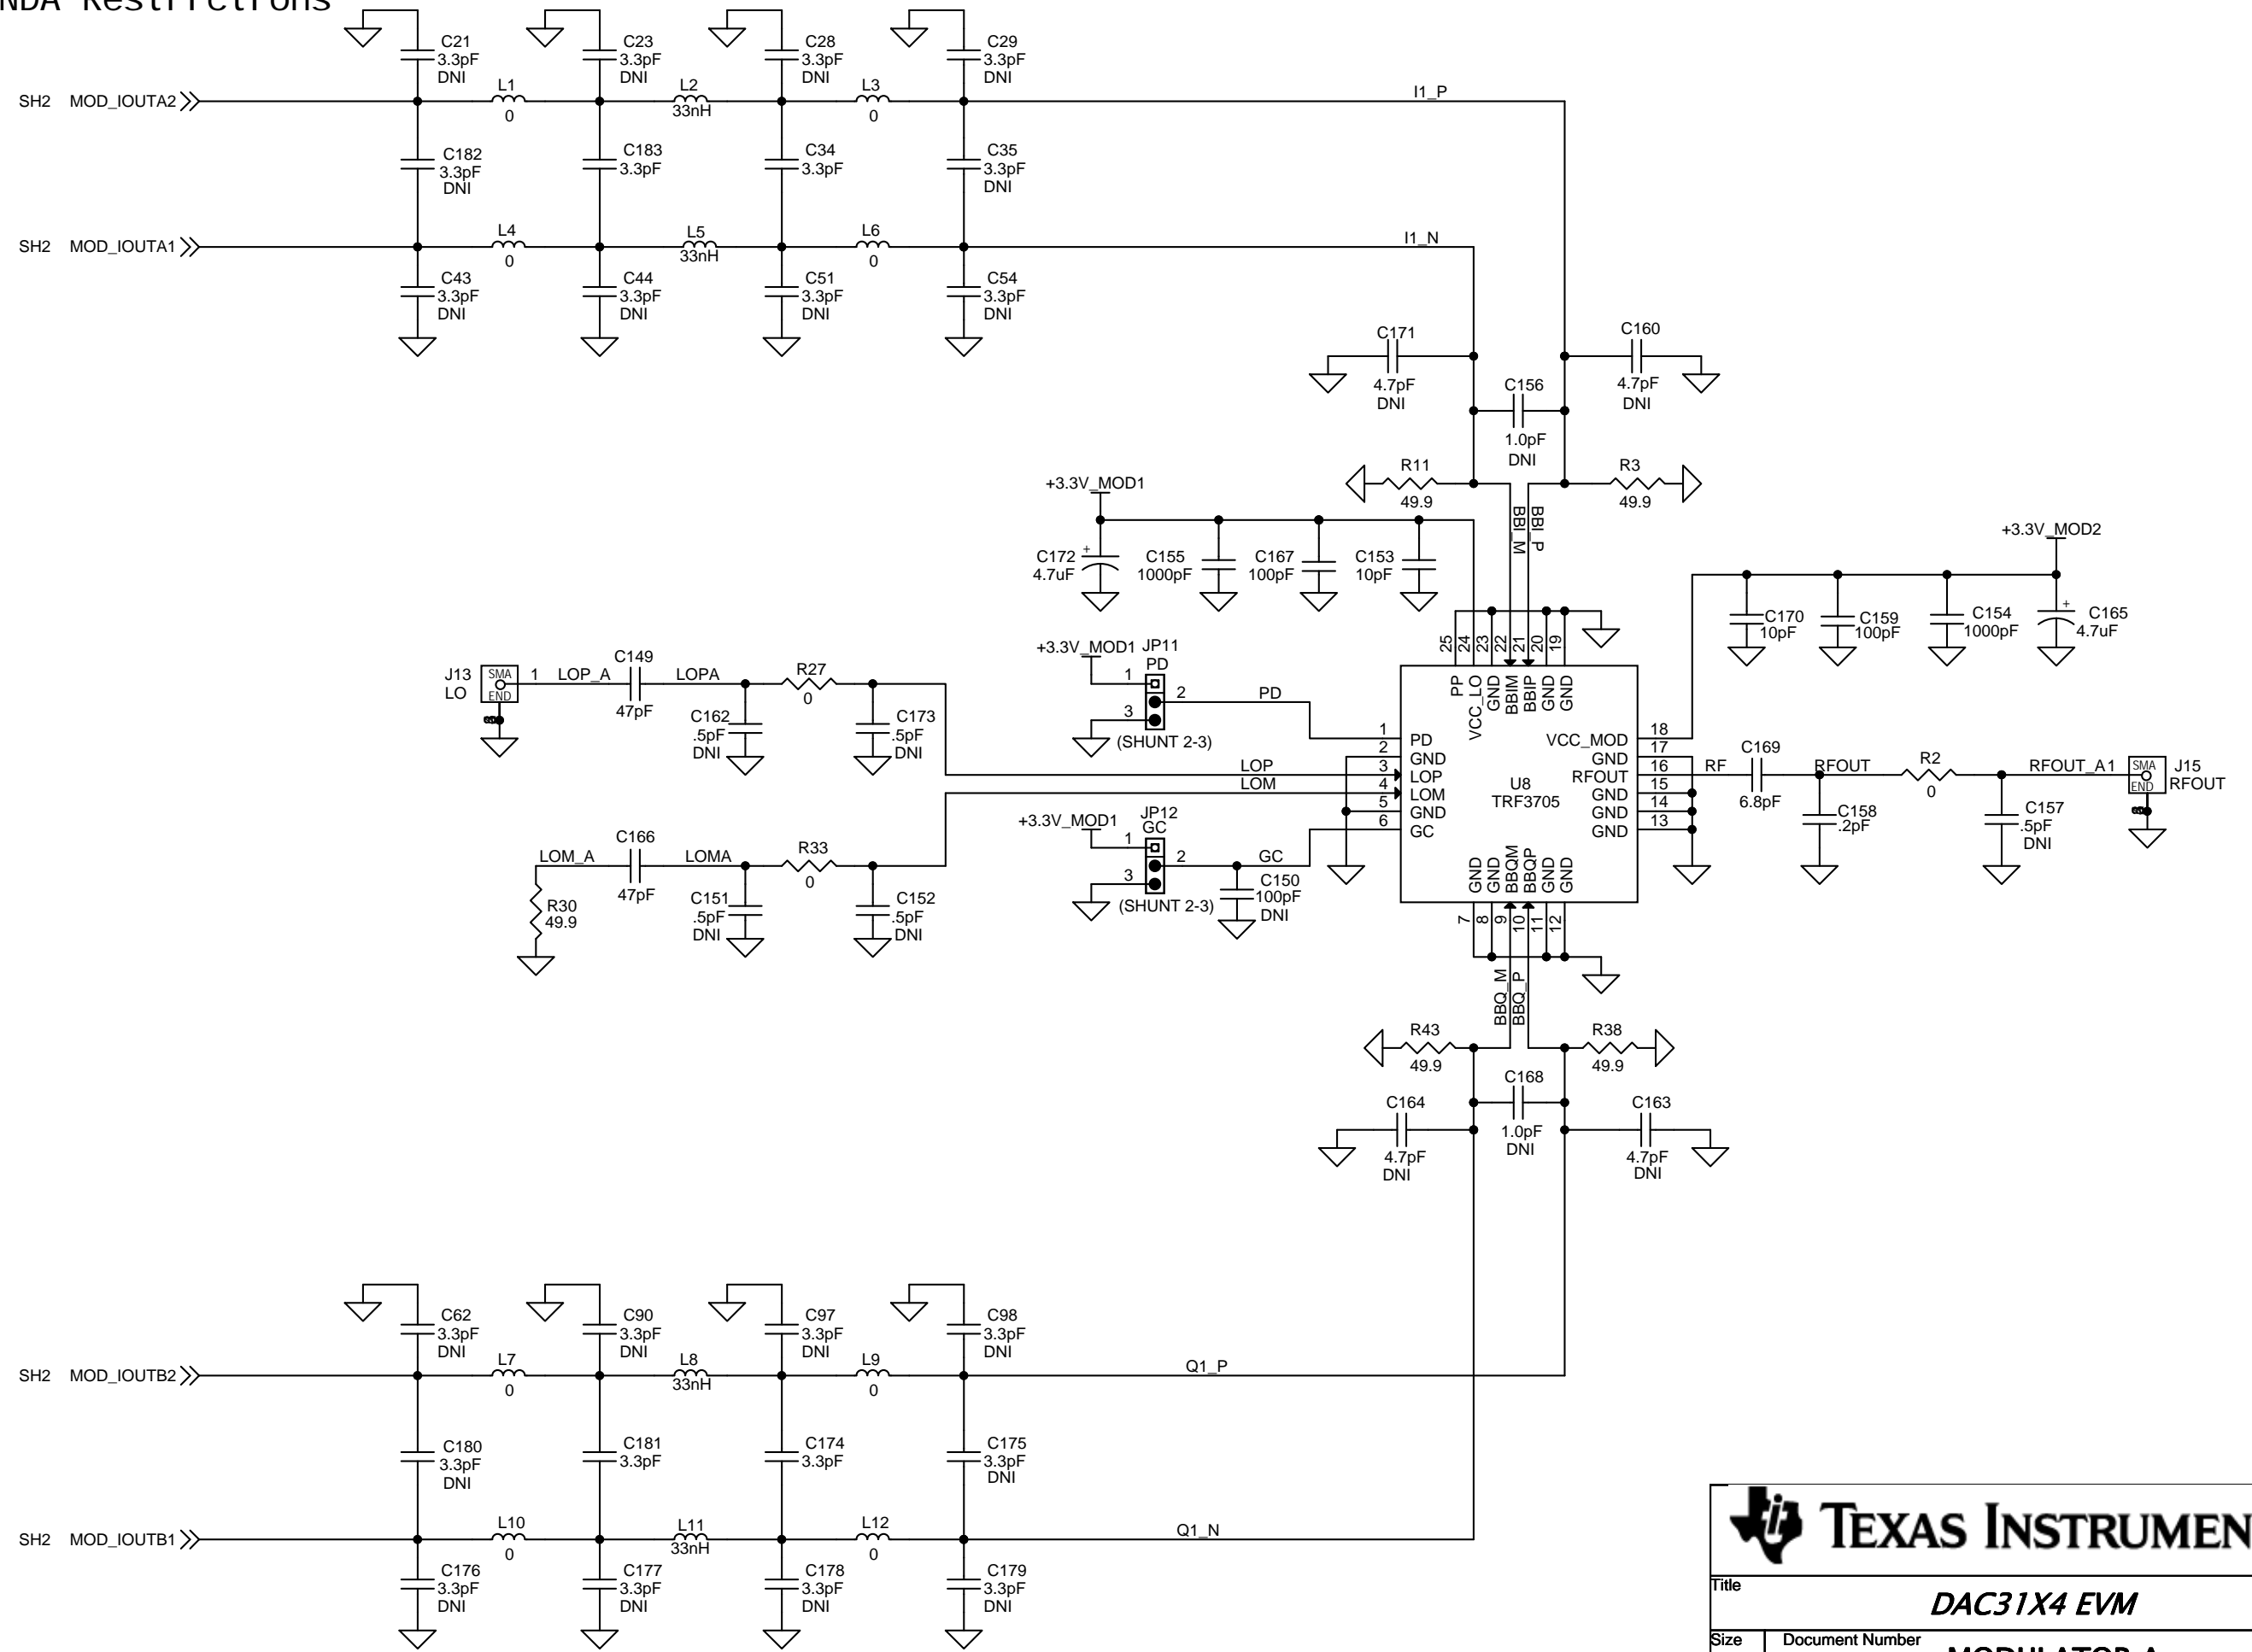 NDA Restrictions
C21
3.3pF
DNI
C23
3.3pF
DNI
C28
3.3pF
DNI
C29
3.3pF
DNI
SH2 MOD_IOUTA2
L1
0
L2
33nH
L3
0
I1_P
C182
3.3pF
DNI
C183
3.3pF
C34
3.3pF
C35
3.3pF
DNI
SH2 MOD_IOUTA1
L4
0
L5
33nH
L6
0
I1_N
C43
3.3pF
DNI
C44
3.3pF
DNI
C51
3.3pF
DNI
C54
3.3pF
DNI
C171
4.7pF
DNI
C160
4.7pF
DNI
C156
1.0pF
DNI
R11
49.9
R3
49.9
BBI_M
BBI_P
+3.3V_MOD1
C172
+
4.7uF
C155
1000pF
C167
100pF
C153
10pF
+3.3V_MOD2
C170
10pF
C159
100pF
C154
1000pF
+
C165
4.7uF
J13
LO
SMA
END
1
LOP_A
C149
47pF
LOPA
R27
0
C162
.5pF
DNI
C173
.5pF
DNI
+3.3V_MOD1
JP11
PD
1
2
3
PD
(SHUNT 2-3)
LOP
LOM
+3.3V_MOD1
JP12
GC
1
2
3
GC
(SHUNT 2-3)
C150
100pF
DNI
LOM_A
C166
47pF
LOMA
R33
0
R30
49.9
C151
.5pF
DNI
C152
.5pF
DNI
25
24
23
22
21
20
19
PP
VCC_LO
GND
BBIM
BBIP
GND
GND
1
2
3
4
5
6
PD
GND
LOP
LOM
GND
GC
U8
TRF3705
VCC_MOD
GND
RFOUT
GND
GND
GND
18
17
16
15
14
13
GND
GND
BBQM
BBQP
GND
GND
7
8
9
10
11
12
RF
C169
6.8pF
RFOUT
R2
0
RFOUT_A1
C158
.2pF
C157
.5pF
DNI
SMA
END
J15
RFOUT
BBQ_M
BBQ_P
R43
49.9
R38
49.9
C168
1.0pF
DNI
C164
4.7pF
DNI
C163
4.7pF
DNI
C62
3.3pF
DNI
C90
3.3pF
DNI
C97
3.3pF
DNI
C98
3.3pF
DNI
SH2 MOD_IOUTB2
L7
0
L8
33nH
L9
0
Q1_P
C180
3.3pF
DNI
C181
3.3pF
C174
3.3pF
C175
3.3pF
DNI
SH2 MOD_IOUTB1
L10
0
L11
33nH
L12
0
Q1_N
C176
3.3pF
DNI
C177
3.3pF
DNI
C178
3.3pF
DNI
C179
3.3pF
DNI
TEXAS INSTRUMEN
Title
DAC31X4 EVM
Size
Document Number
MODULATOR A